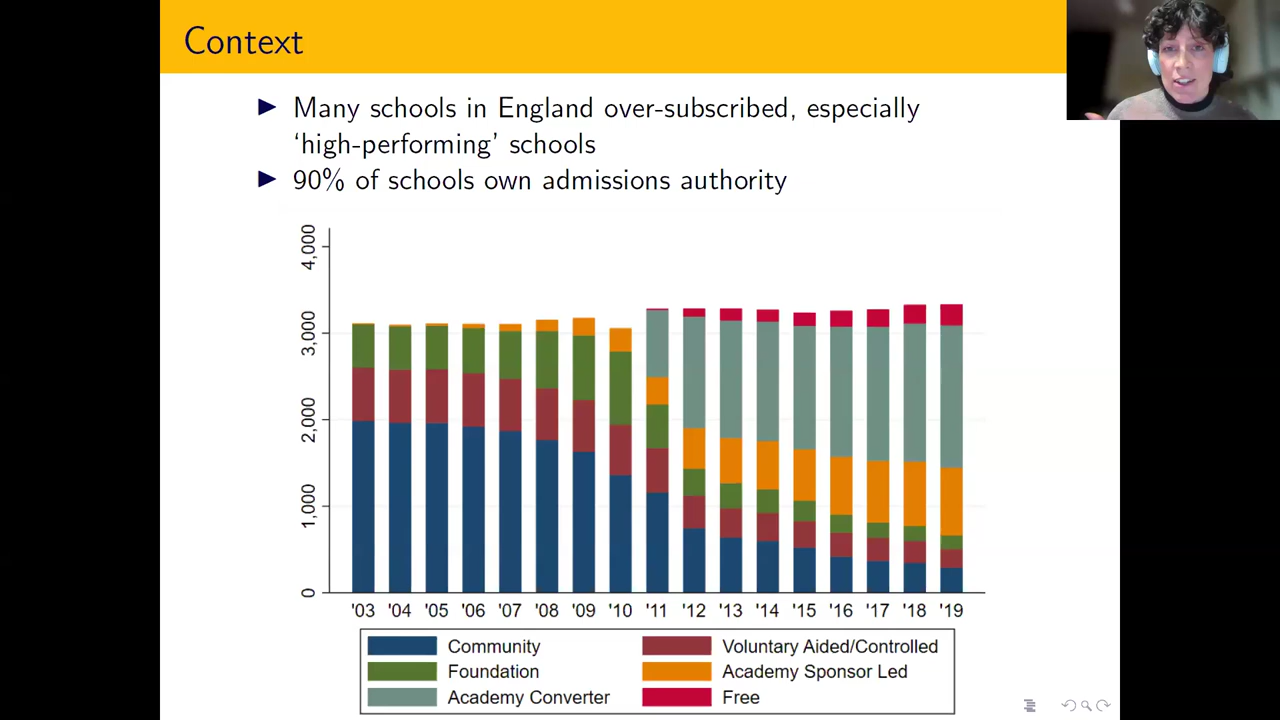 Context
▶ Many schools in England over-subscribed, especially
‘high-performing’ schools
▶ 90% of schools own admissions authority
4,000
3,000
2,000
1,000
0
'03 '04 '05 '06 '07 '08 '09 '10 '11 '12 '13 '14 '15 '16 '17 '18 '19
Community Voluntary Aided/Controlled
Foundation Academy Sponsor Led
Academy Converter Free